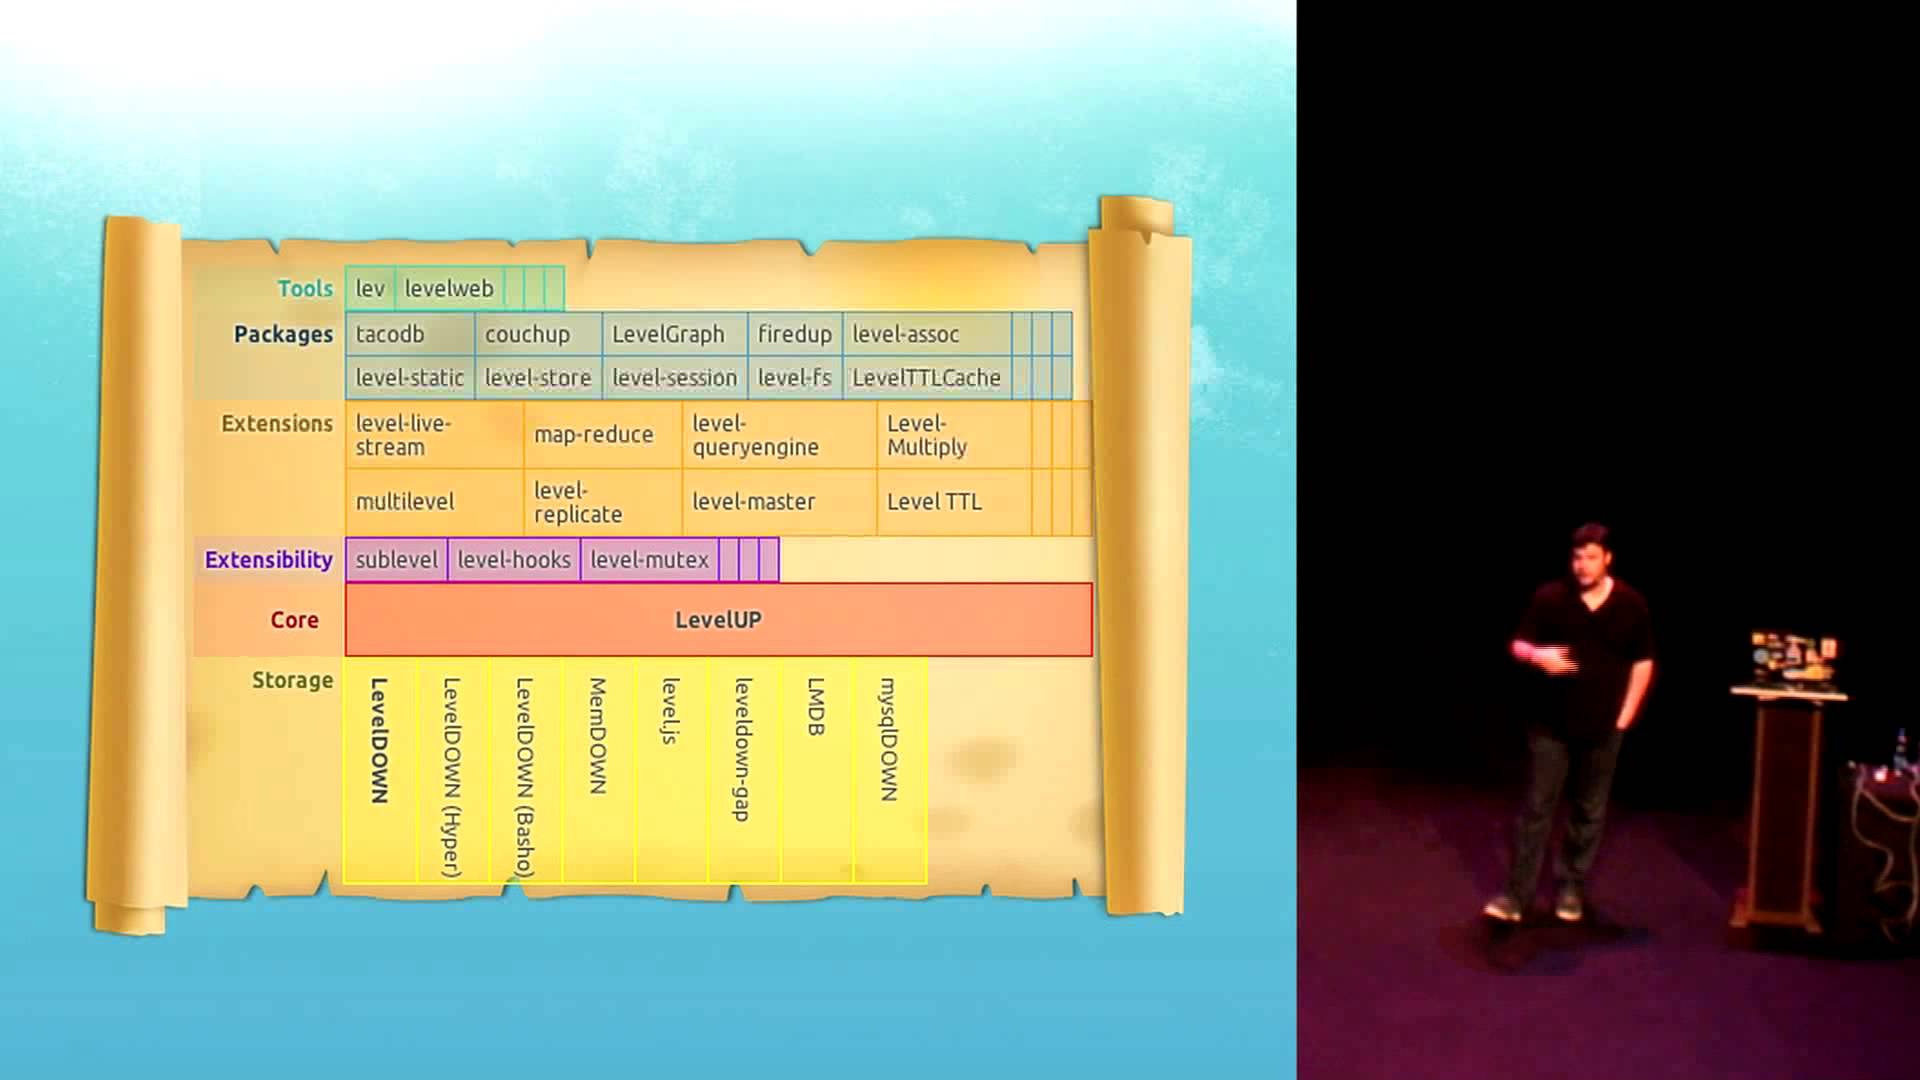 Tools lev levelweb
Packages tacodb couchup LevelGraph firedup level-assoc
level-static level-store level-session level-fs LevelTTLCache
Extensions level-live-stream map-reduce level-queryengine Level-Multiply
multilevel level-replicate level-master Level TTL
Extensibility sublevel level-hooks level-mutex
Core LevelUP
Storage LevelDOWN LevelDOWN (Hyper) LevelDOWN (Basho) MemDOWN level.js leveldown-gap LMDB mysqlDOWN